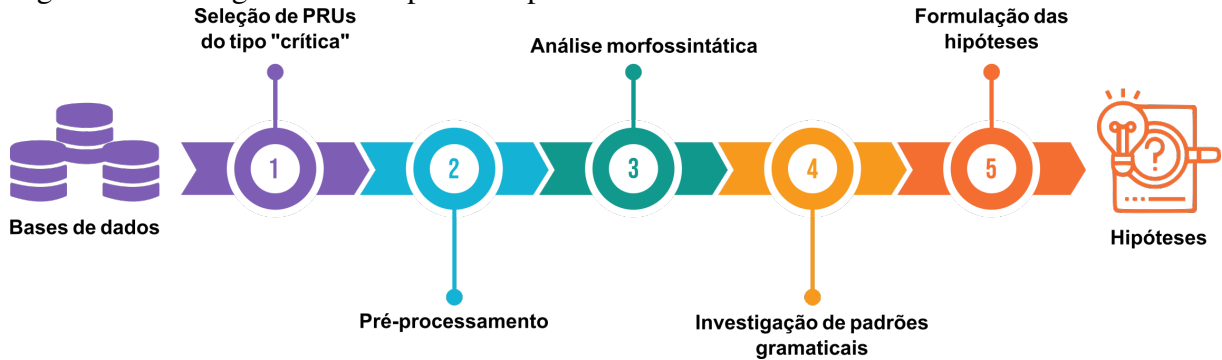 Seleção de PRUs
do tipo "crítica"
Análise morfossintática
Formulação das
hipóteses
1
2
3
4
5
?
Bases de dados
Hipóteses
Pré-processamento
Investigação de padrões
gramaticais